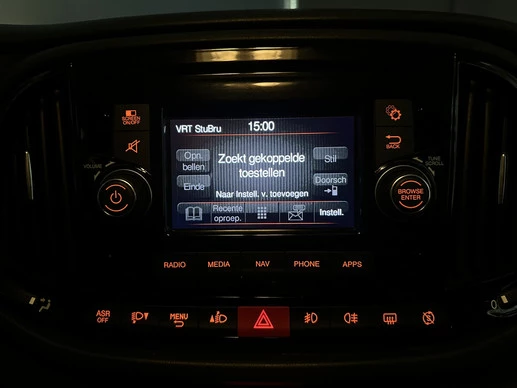 SCREEN
ON/OFF
VOLUME
VRT StuBru 15:00
Opn.
bellen
Einde
Zoekt gekoppelde
toestellen
Naar Instell. v. toevoegen
Stil
Doorsch
Recente
oproep.
Instell.
BACK
TUNE
SCROLL
BROWSE
ENTER
RADIO MEDIA NAV PHONE APPS
ASR
OFF
MENU